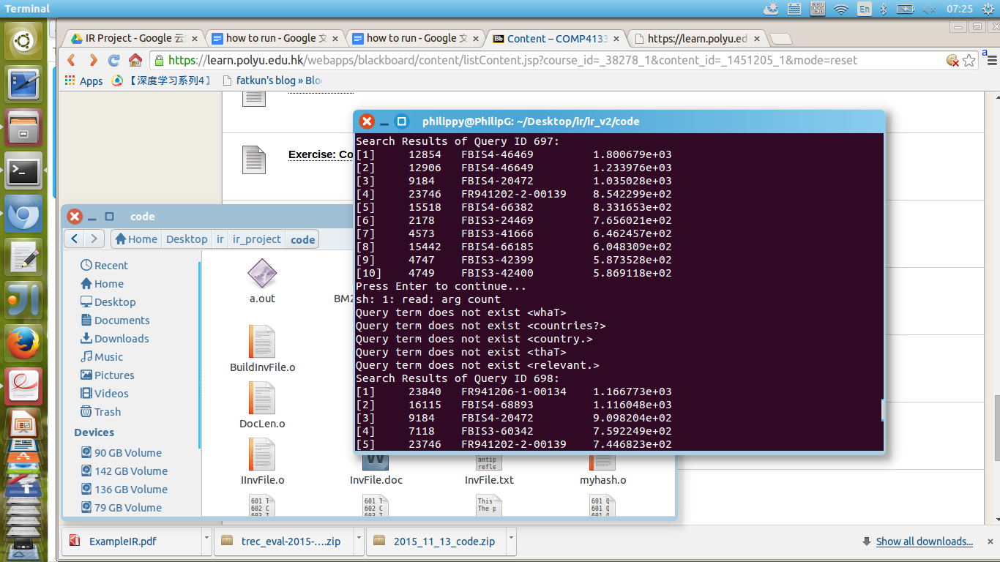 Terminal
En
07:25
IR Project - Google 云
how to run - Google 文
how to run - Google 文
Content – COMP4133
https://learn.polyu.ed
https://learn.polyu.edu.hk/webapps/blackboard/content/listContent.jsp?course_id=_38278_1&content_id=_1451205_1&mode=reset
a
Apps
【深度学习系列4】
fatkun's blog » Blo
Exercise: Co
philippy@PhilipG: ~/Desktop/ir/ir_v2/code
Search Results of Query ID 697:
[1] 12854 FBIS4-46469 1.800679e+03
[2] 12906 FBIS4-46649 1.233976e+03
[3] 9184 FBIS4-20472 1.035028e+03
[4] 23746 FR941202-2-00139 8.542299e+02
[5] 15518 FBIS4-66382 8.331653e+02
[6] 2178 FBIS3-24469 7.656021e+02
[7] 4573 FBIS3-41666 6.462457e+02
[8] 15442 FBIS4-66185 6.048309e+02
[9] 4747 FBIS3-42399 5.873528e+02
[10] 4749 FBIS3-42400 5.869118e+02
Press Enter to continue...
sh: 1: read: arg count
Query term does not exist <whaT>
Query term does not exist <countries?>
Query term does not exist <country.>
Query term does not exist <thaT>
Query term does not exist <relevant.>
Search Results of Query ID 698:
[1] 23840 FR941206-1-00134 1.166773e+03
[2] 16115 FBIS4-68893 1.116048e+03
[3] 9184 FBIS4-20472 9.098204e+02
[4] 7118 FBIS3-60342 7.592249e+02
[5] 23746 FR941202-2-00139 7.446823e+02
code
Home
Desktop
ir
ir_project
code
Recent
Home
Desktop
Documents
Downloads
Music
Pictures
Videos
Trash
Devices
90 GB Volume
142 GB Volume
136 GB Volume
79 GB Volume
a.out
BM2
BuildInvFile.o
DocLen.o
IInvFile.o
InvFile.doc
InvFile.txt
myhash.o
antip
refle
601 T
602 C
601 T
602 C
This
The p
601 Q
601 Q
ExampleIR.pdf
trec_eval-2015-....zip
2015_11_13_code.zip
Show all downloads...